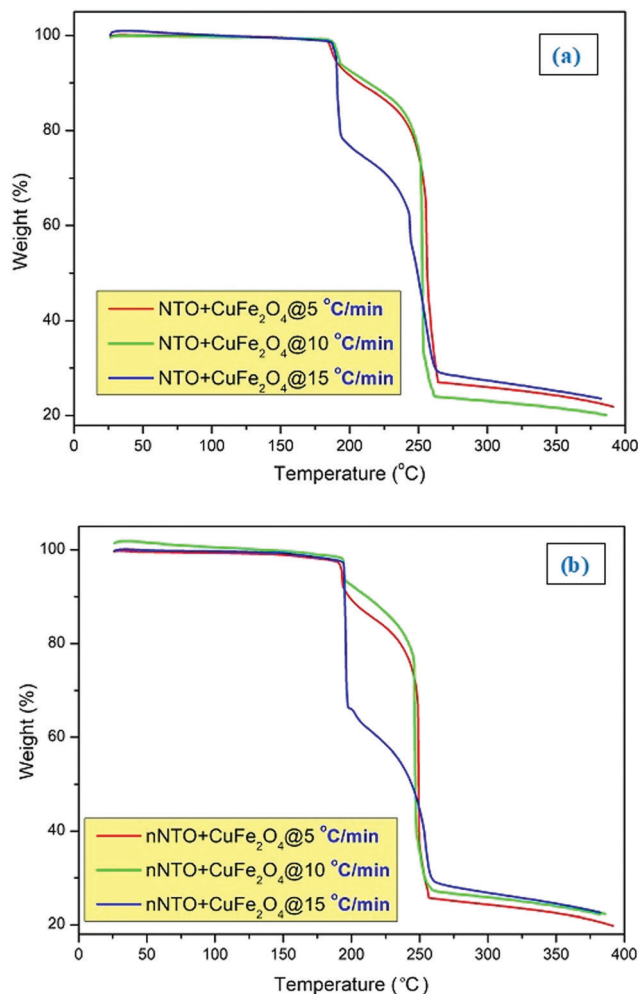 (a)
100
80
60
40
20
Weight (%)
NTO+CuFe₂O₄@5 °C/min
NTO+CuFe₂O₄@10 °C/min
NTO+CuFe₂O₄@15 °C/min
0 50 100 150 200 250 300 350 400
Temperature (°C)
(b)
100
80
60
40
20
Weight (%)
nNTO+CuFe₂O₄@5 °C/min
nNTO+CuFe₂O₄@10 °C/min
nNTO+CuFe₂O₄@15 °C/min
0 50 100 150 200 250 300 350 400
Temperature (°C)